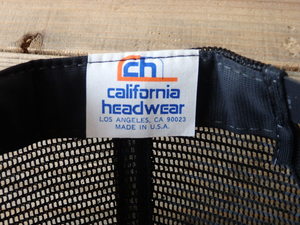 ch
california
headwear
LOS ANGELES, CA 90023
MADE IN U.S.A.